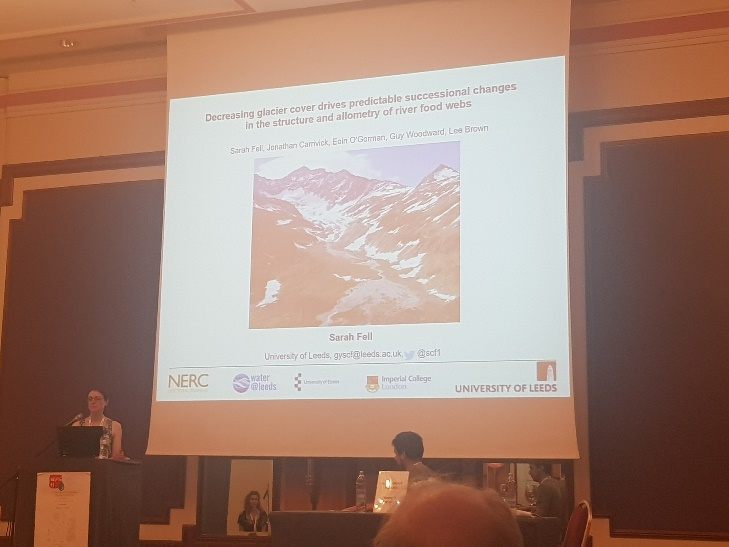 Decreasing glacier cover drives predictable successional changes
in the structure and allometry of river food webs
Sarah Fell, Jonathan Carrivick, Eoin O'Gorman, Guy Woodward, Lee Brown
Sarah Fell
University of Leeds, gyscf@leeds.ac.uk, @scf1
NERC
water
@leeds
University of Essex
Imperial College
London
UNIVERSITY OF LEEDS